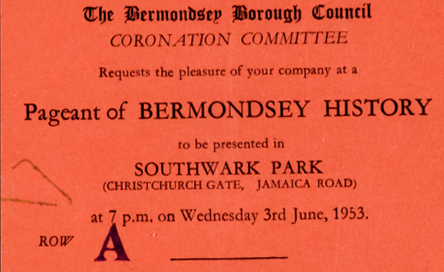 The Bermondsey Borough Council
CORONATION COMMITTEE
Requests the pleasure of your company at a
Pageant of BERMONDSEY HISTORY
to be presented in
SOUTHWARK PARK
(CHRISTCHURCH GATE, JAMAICA ROAD)
at 7 p.m. on Wednesday 3rd June, 1953.
ROW A